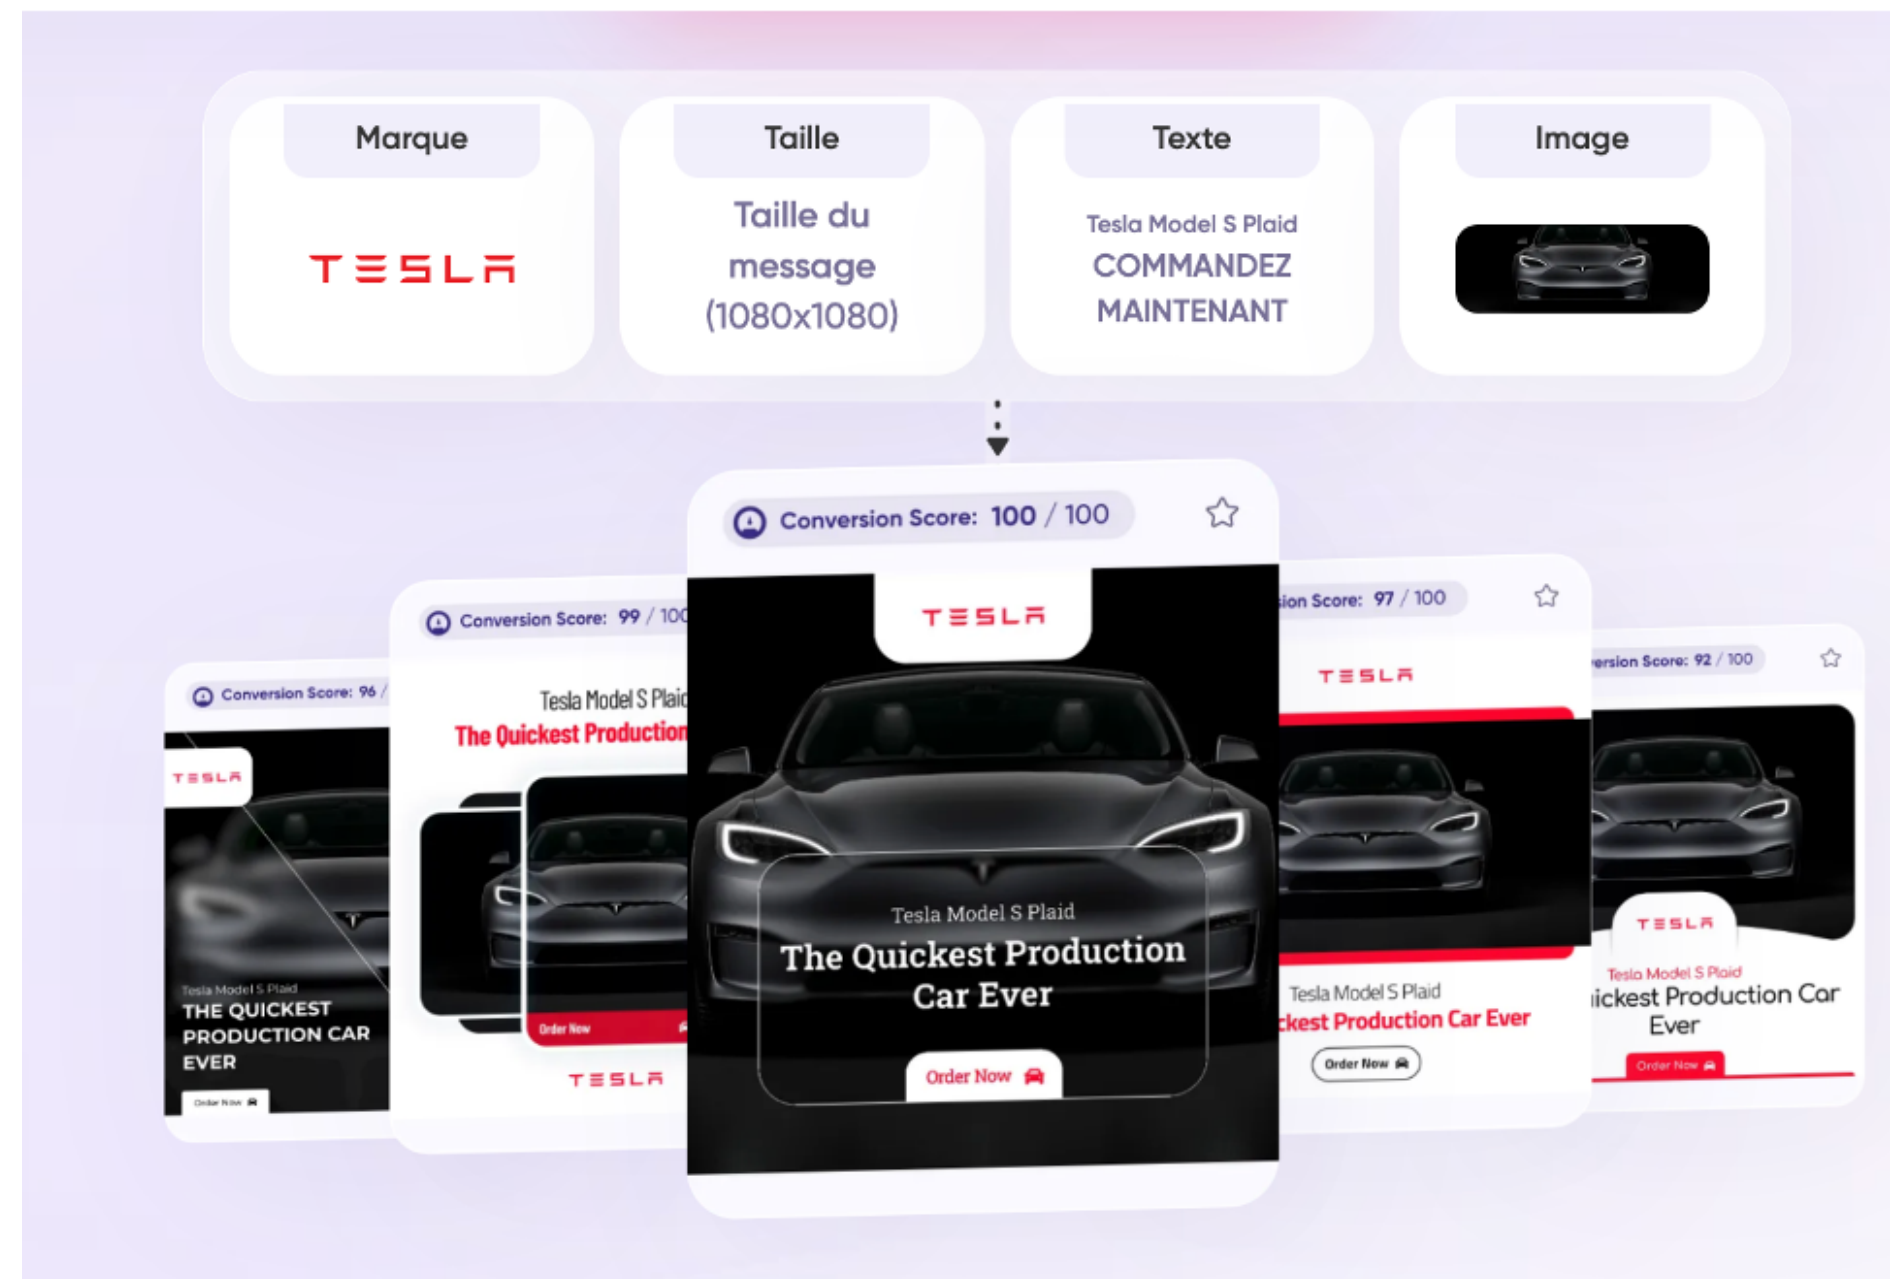 Marque
TESLA
Taille
Taille du
message
(1080x1080)
Texte
Tesla Model S Plaid
COMMANDEZ
MAINTENANT
Image
Conversion Score: 96 /
TESLA
Tesla Model S Plaid
THE QUICKEST
PRODUCTION CAR
EVER
Order Now
Conversion Score: 99 / 100
Tesla Model S Plaid
The Quickest Production
Order Now
TESLA
Conversion Score: 100 / 100
TESLA
Tesla Model S Plaid
The Quickest Production
Car Ever
Order Now
Score: 97 / 100
TESLA
Tesla Model S Plaid
Production Car Ever
Order Now
Score: 92 / 100
TESLA
Tesla Model S Plaid
Production Car
Ever
Order Now